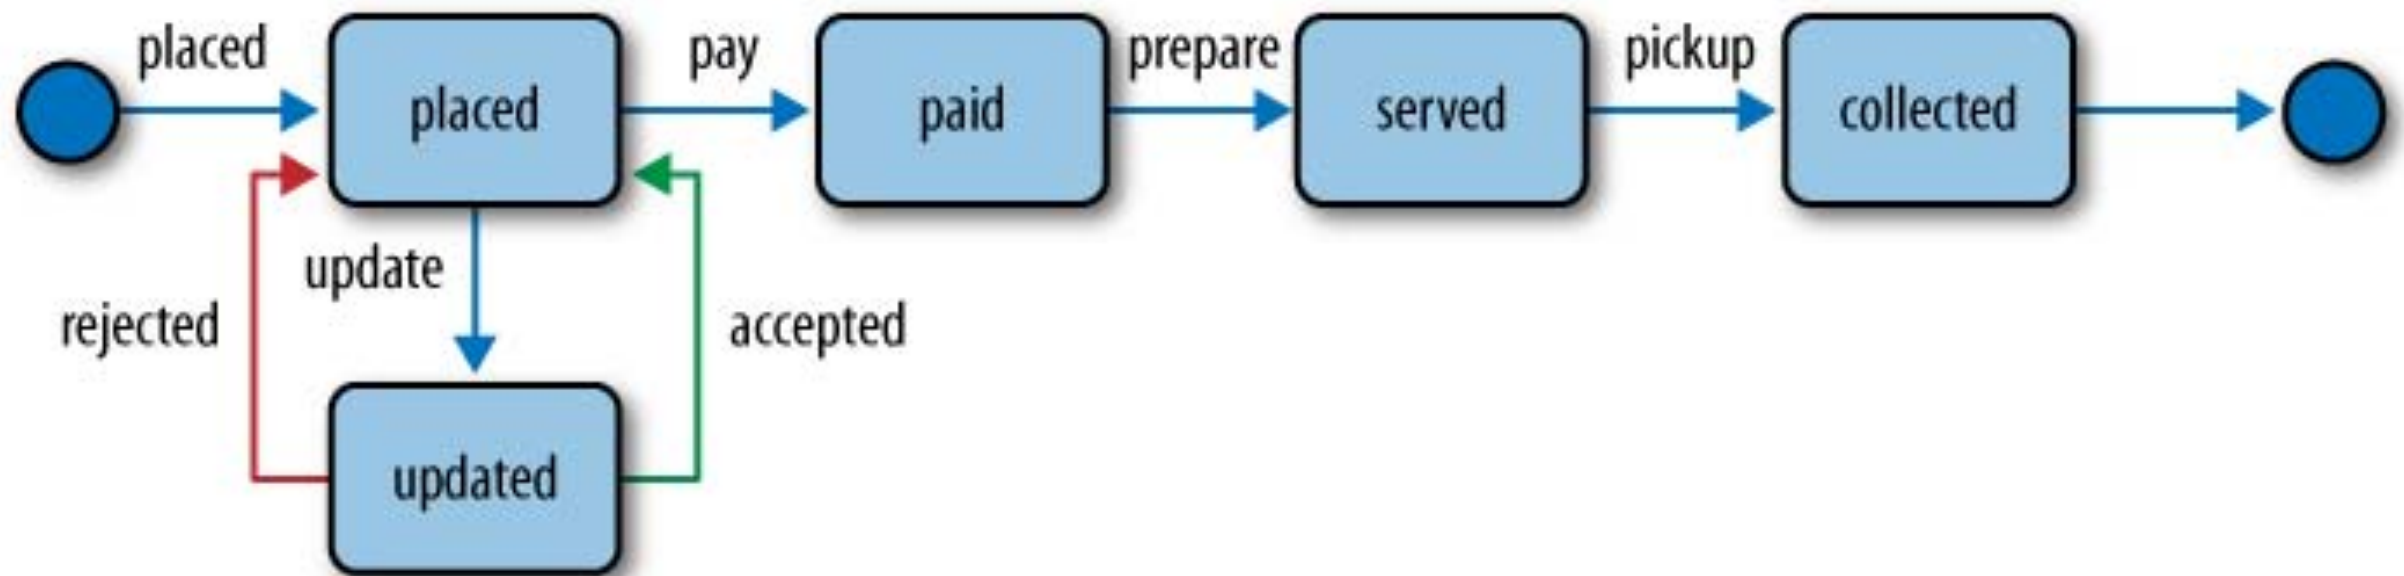 placed
placed
pay
paid
prepare
served
pickup
collected
update
rejected
accepted
updated